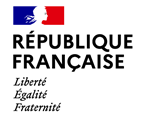 RÉPUBLIQUE
FRANÇAISE
Liberté
Égalité
Fraternité